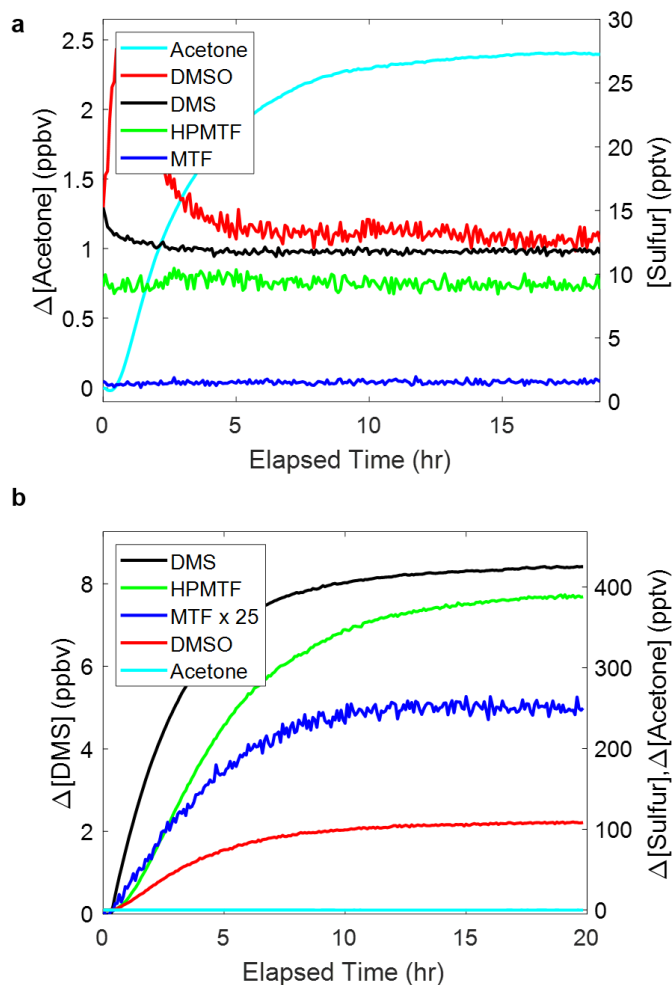 a
Acetone
DMSO
DMS
HPMTF
MTF
Δ[Acetone] (ppbv)
[Sulfur] (pptv)
2.5
2
1.5
1
0.5
0
30
25
20
15
10
5
0
0
5
10
15
Elapsed Time (hr)
b
DMS
HPMTF
MTF x 25
DMSO
Acetone
Δ[DMS] (ppbv)
Δ[Sulfur],Δ[Acetone] (pptv)
8
6
4
2
0
400
300
200
100
0
0
5
10
15
20
Elapsed Time (hr)